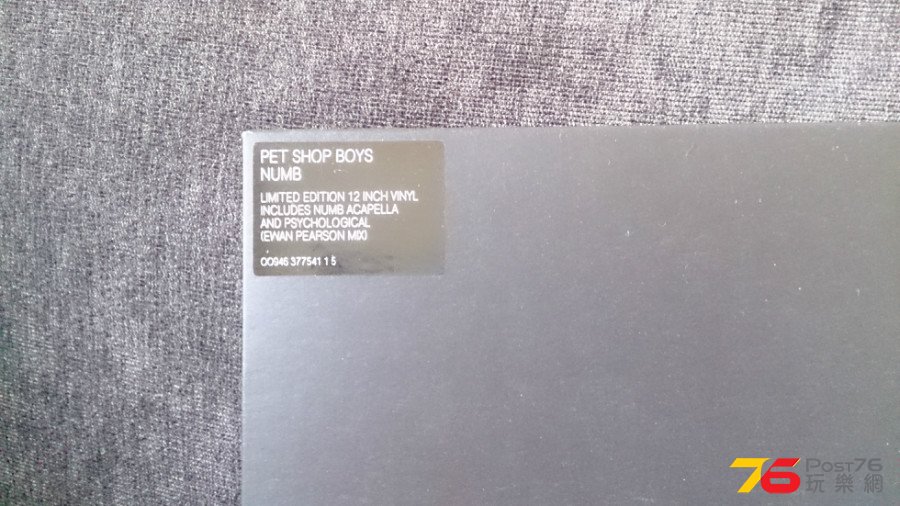 PET SHOP BOYS
NUMB
LIMITED EDITION 12 INCH VINYL
INCLUDES NUMB ACAPELLA
AND PSYCHOLOGICAL
(EWAN PEARSON MIX)
00946 377541 1 5
76 Post76
玩樂網